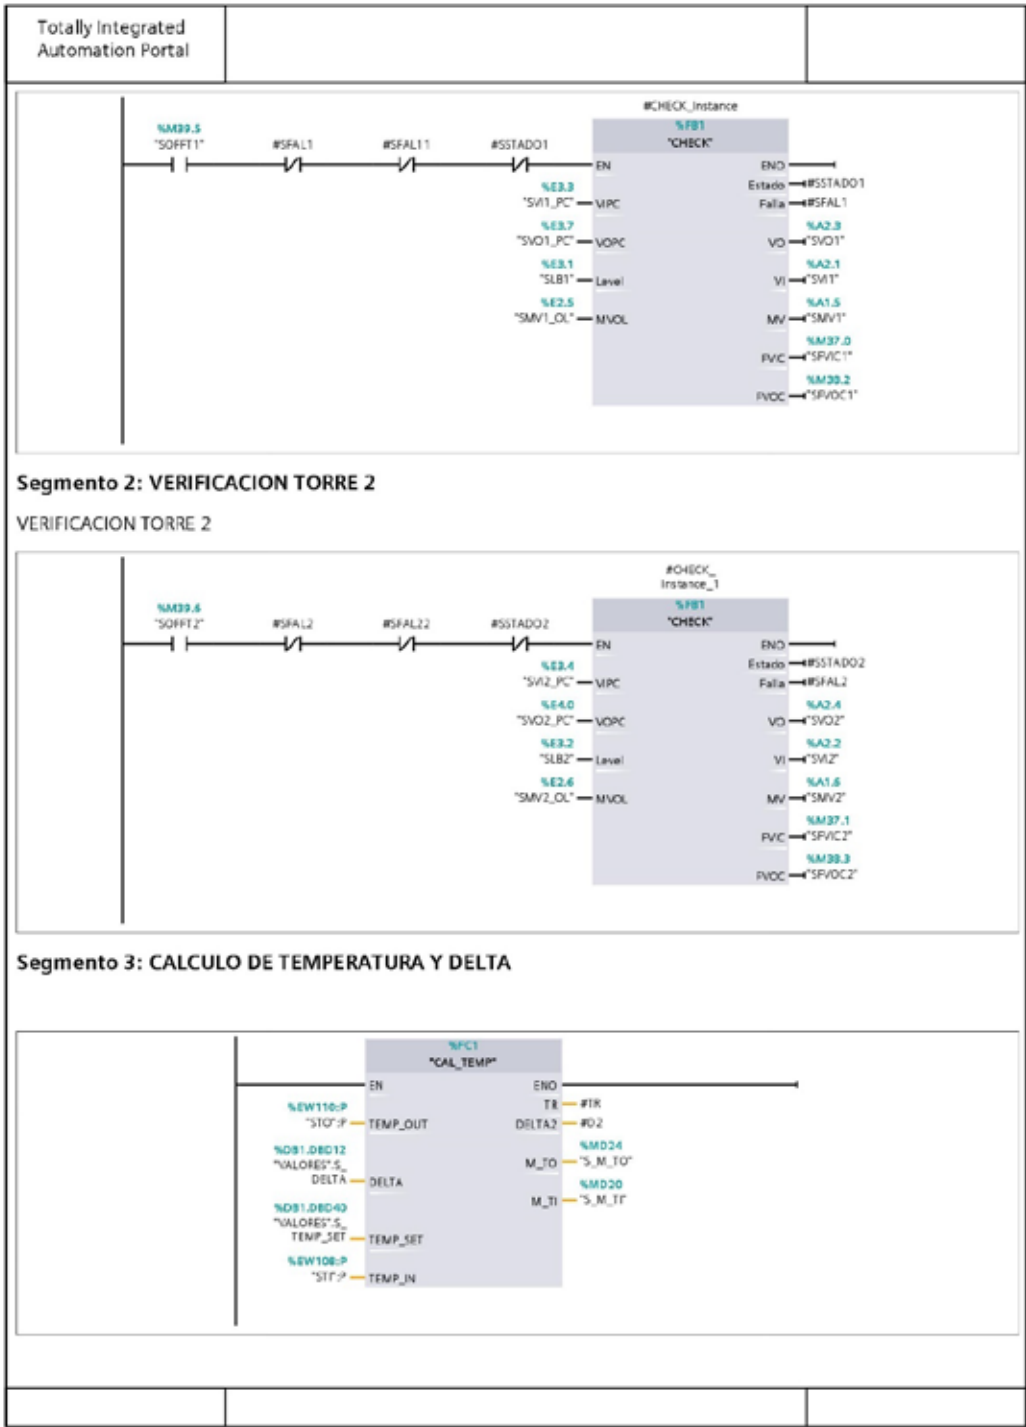 Totally Integrated
Automation Portal
#CHECK_Instance
%FB1
"CHECK"
%M39.5
"SOFFT1"
#SFAL1
#SFAL11
#SSTADO1
EN
ENO
Estado
#SSTADO1
%E3.3
"SVI1_PC"
VIPC
Falla
#SFAL1
%E3.7
"SVO1_PC"
VOPC
%A2.3
VO
"SVO1"
%E3.1
"SLB1"
Level
%A2.1
VI
"SVI1"
%E2.5
"SMV1_OL"
MVOL
%A1.5
MV
"SMV1"
%M37.0
FVIC
"SFVIC1"
%M38.2
FVOC
"SFVOC1"
Segmento 2: VERIFICACION TORRE 2
VERIFICACION TORRE 2
#CHECK_
Instance_1
%FB1
"CHECK"
%M39.6
"SOFFT2"
#SFAL2
#SFAL22
#SSTADO2
EN
ENO
Estado
#SSTADO2
%E3.4
"SVI2_PC"
VIPC
Falla
#SFAL2
%E4.0
"SVO2_PC"
VOPC
%A2.4
VO
"SVO2"
%E3.2
"SLB2"
Level
%A2.2
VI
"SVI2"
%E2.6
"SMV2_OL"
MVOL
%A1.6
MV
"SMV2"
%M37.1
FVIC
"SFVIC2"
%M38.3
FVOC
"SFVOC2"
Segmento 3: CALCULO DE TEMPERATURA Y DELTA
%FC1
"CAL_TEMP"
EN
ENO
%EW110:P
"STO":P
TEMP_OUT
TR
#TR
DELTA2
#D2
%DB1.DBD12
"VALORES".S_
DELTA
DELTA
%MD24
M_TO
"S_M_TO"
%MD20
M_TI
"S_M_TI"
%DB1.DBD40
"VALORES".S_
TEMP_SET
TEMP_SET
%EW108:P
"STI":P
TEMP_IN